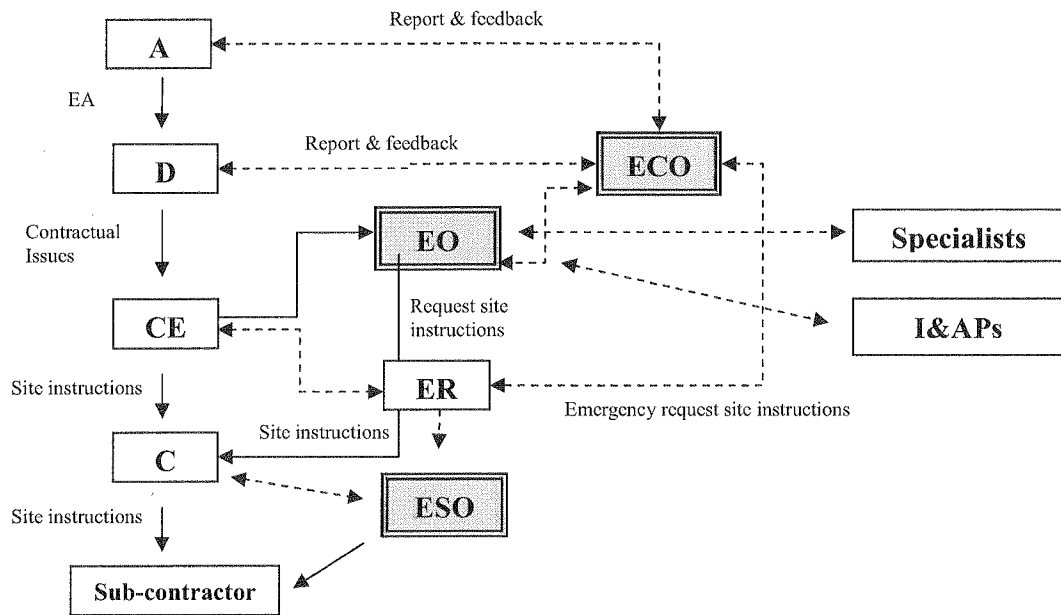 Report & feedback
A
EA
Report & feedback
ECO
D
EO
Specialists
Contractual
Issues
Request site
instructions
I&APs
CE
ER
Site instructions
Emergency request site instructions
Site instructions
C
ESO
Site instructions
Sub-contractor